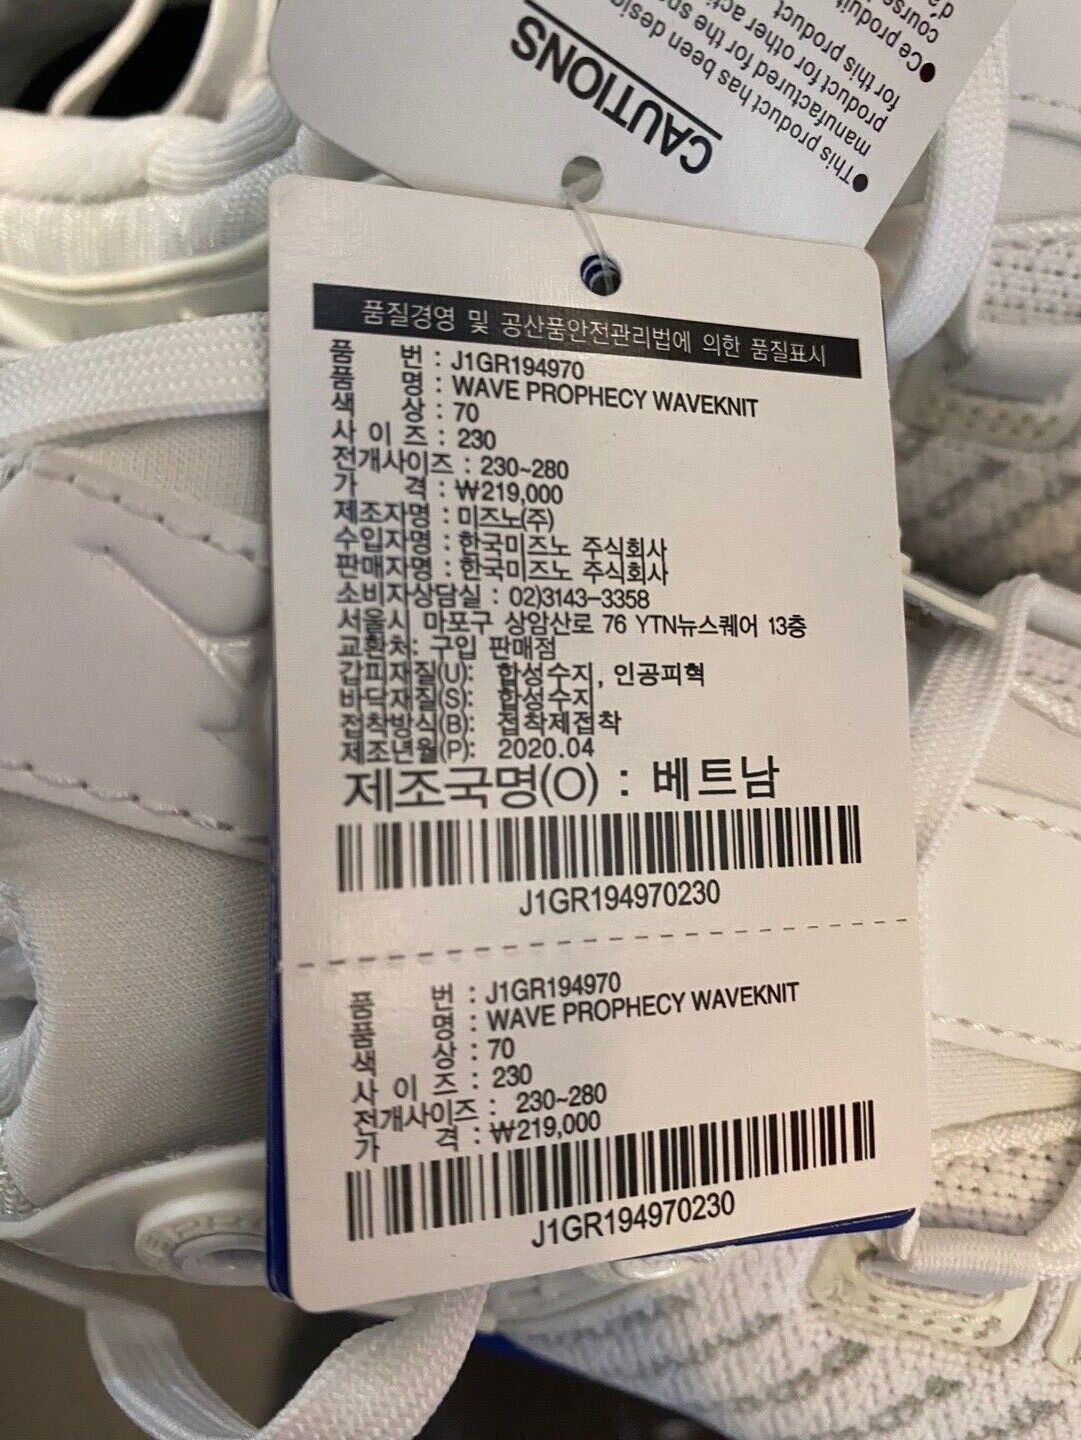 CAUTIONS
●This product has been
manufactured for the
product for other
for this product.
●Ce produit
course
품질경영 및 공산품안전관리법에 의한 품질표시
품 번 : J1GR194970
품 명 : WAVE PROPHECY WAVEKNIT
색 상 : 70
사 이 즈 : 230
전개사이즈 : 230~280
가 격 : ₩219,000
제조자명 : 미즈노(주)
수입자명 : 한국미즈노 주식회사
판매자명 : 한국미즈노 주식회사
소비자상담실 : 02)3143-3358
서울시 마포구 상암산로 76 YTN뉴스퀘어 13층
교환처: 구입 판매점
갑피재질(U): 합성수지, 인공피혁
바닥재질(S): 합성수지
접착방식(B): 접착제접착
제조년월(P): 2020.04
제조국명(O) : 베트남
J1GR194970230
품 번 : J1GR194970
품 명 : WAVE PROPHECY WAVEKNIT
색 상 : 70
사 이 즈 : 230
전개사이즈 : 230~280
가 격 : ₩219,000
J1GR194970230